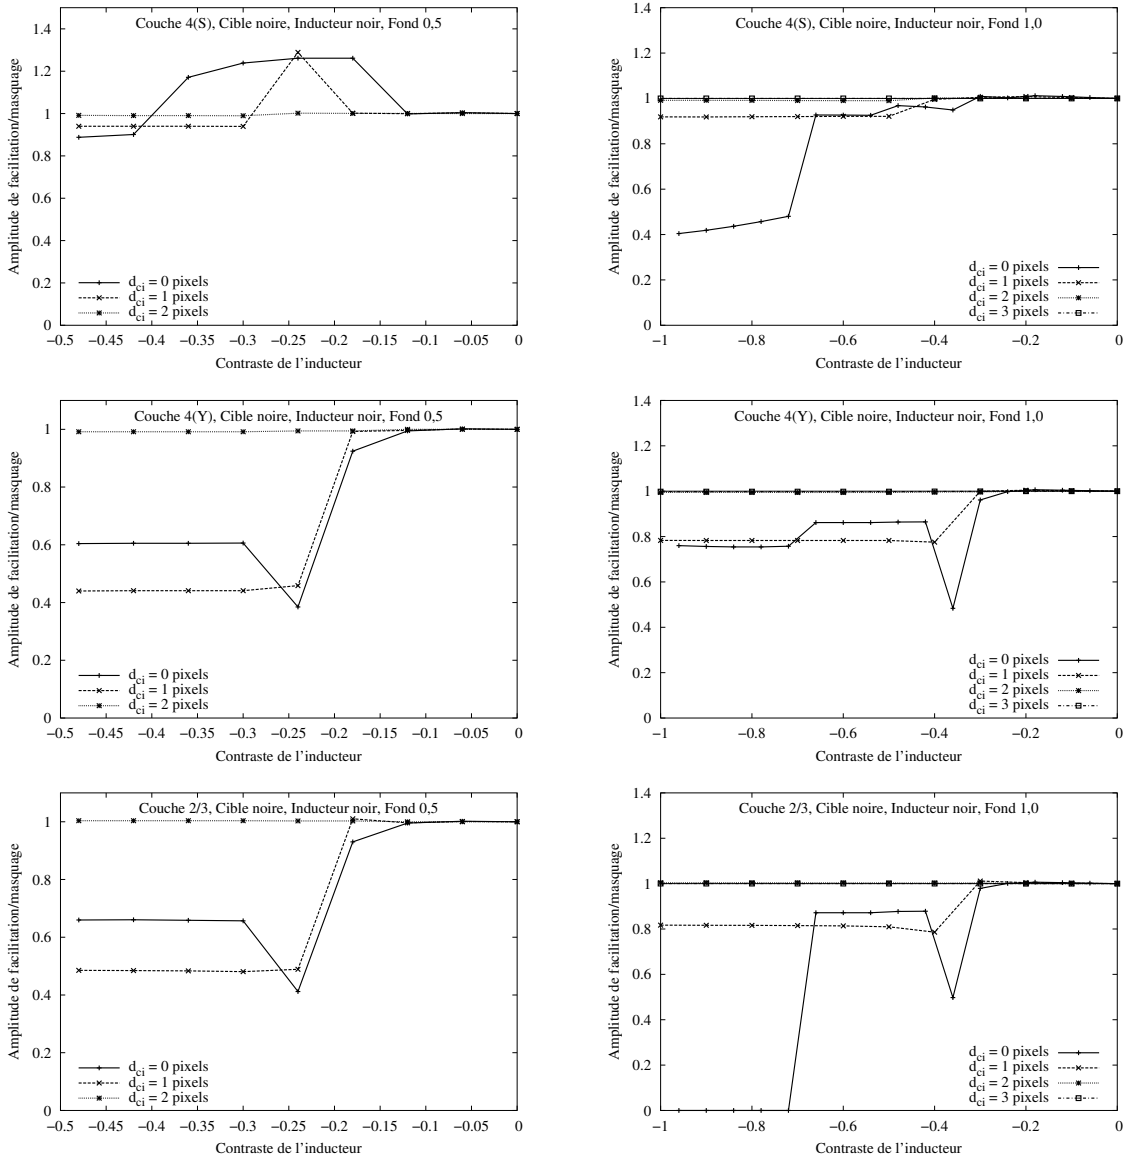 Couche 4(S), Cible noire, Inducteur noir, Fond 0,5
Amplitude de facilitation/masquage
1.4
1.2
1
0.8
0.6
0.4
0.2
0
d_ci = 0 pixels
d_ci = 1 pixels
d_ci = 2 pixels
−0.5 −0.45 −0.4 −0.35 −0.3 −0.25 −0.2 −0.15 −0.1 −0.05 0
Contraste de l’inducteur
Couche 4(S), Cible noire, Inducteur noir, Fond 1,0
Amplitude de facilitation/masquage
1.4
1.2
1
0.8
0.6
0.4
0.2
0
d_ci = 0 pixels
d_ci = 1 pixels
d_ci = 2 pixels
d_ci = 3 pixels
−1 −0.8 −0.6 −0.4 −0.2 0
Contraste de l’inducteur
Couche 4(Y), Cible noire, Inducteur noir, Fond 0,5
Amplitude de facilitation/masquage
1
0.8
0.6
0.4
0.2
0
d_ci = 0 pixels
d_ci = 1 pixels
d_ci = 2 pixels
−0.5 −0.45 −0.4 −0.35 −0.3 −0.25 −0.2 −0.15 −0.1 −0.05 0
Contraste de l’inducteur
Couche 4(Y), Cible noire, Inducteur noir, Fond 1,0
Amplitude de facilitation/masquage
1.4
1.2
1
0.8
0.6
0.4
0.2
0
d_ci = 0 pixels
d_ci = 1 pixels
d_ci = 2 pixels
d_ci = 3 pixels
−1 −0.8 −0.6 −0.4 −0.2 0
Contraste de l’inducteur
Couche 2/3, Cible noire, Inducteur noir, Fond 0,5
Amplitude de facilitation/masquage
1
0.8
0.6
0.4
0.2
0
d_ci = 0 pixels
d_ci = 1 pixels
d_ci = 2 pixels
−0.5 −0.45 −0.4 −0.35 −0.3 −0.25 −0.2 −0.15 −0.1 −0.05 0
Contraste de l’inducteur
Couche 2/3, Cible noire, Inducteur noir, Fond 1,0
Amplitude de facilitation/masquage
1.4
1.2
1
0.8
0.6
0.4
0.2
0
d_ci = 0 pixels
d_ci = 1 pixels
d_ci = 2 pixels
d_ci = 3 pixels
−1 −0.8 −0.6 −0.4 −0.2 0
Contraste de l’inducteur